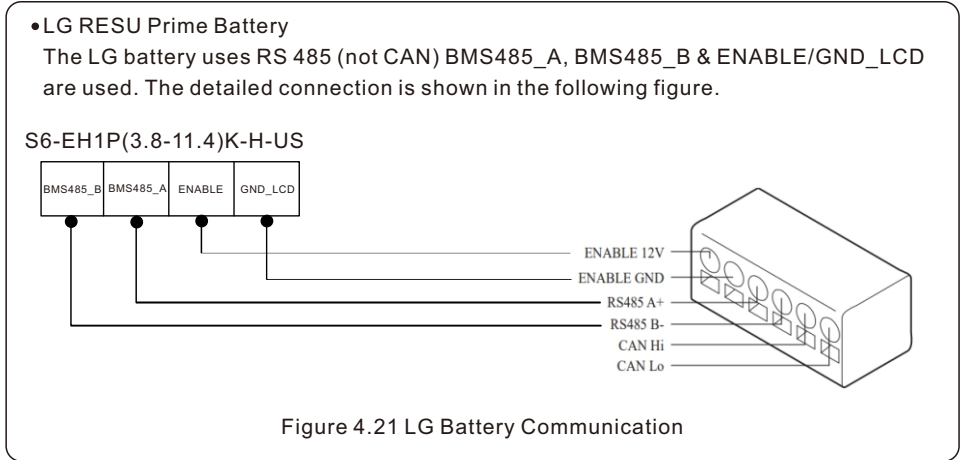 •LG RESU Prime Battery
The LG battery uses RS 485 (not CAN) BMS485_A, BMS485_B & ENABLE/GND_LCD
are used. The detailed connection is shown in the following figure.
S6-EH1P(3.8-11.4)K-H-US
BMS485_B BMS485_A ENABLE GND_LCD
ENABLE 12V
ENABLE GND
RS485 A+
RS485 B-
CAN Hi
CAN Lo
Figure 4.21 LG Battery Communication